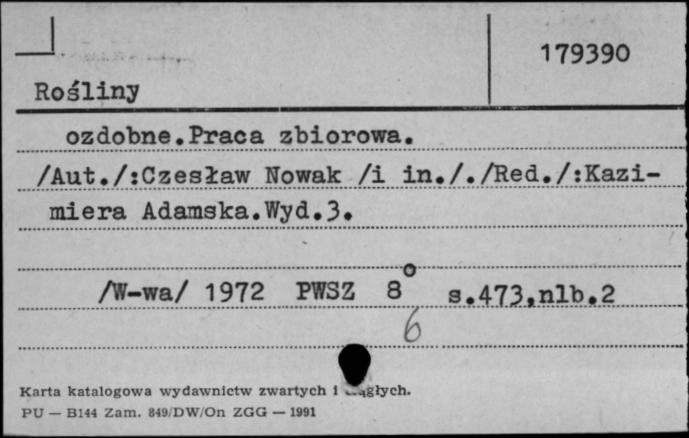 179390
Rośliny
ozdobne.Praca zbiorowa.
/Aut./:Czesław Nowak /i in././Red./:Kazi-
miera Adamska.Wyd.3.
/W-wa/ 1972 PWSZ 8° s.473,nlb.2
6
Karta katalogowa wydawnictw zwartych i
PU — B144 Zam. 849/DW/On ZGG — 1991